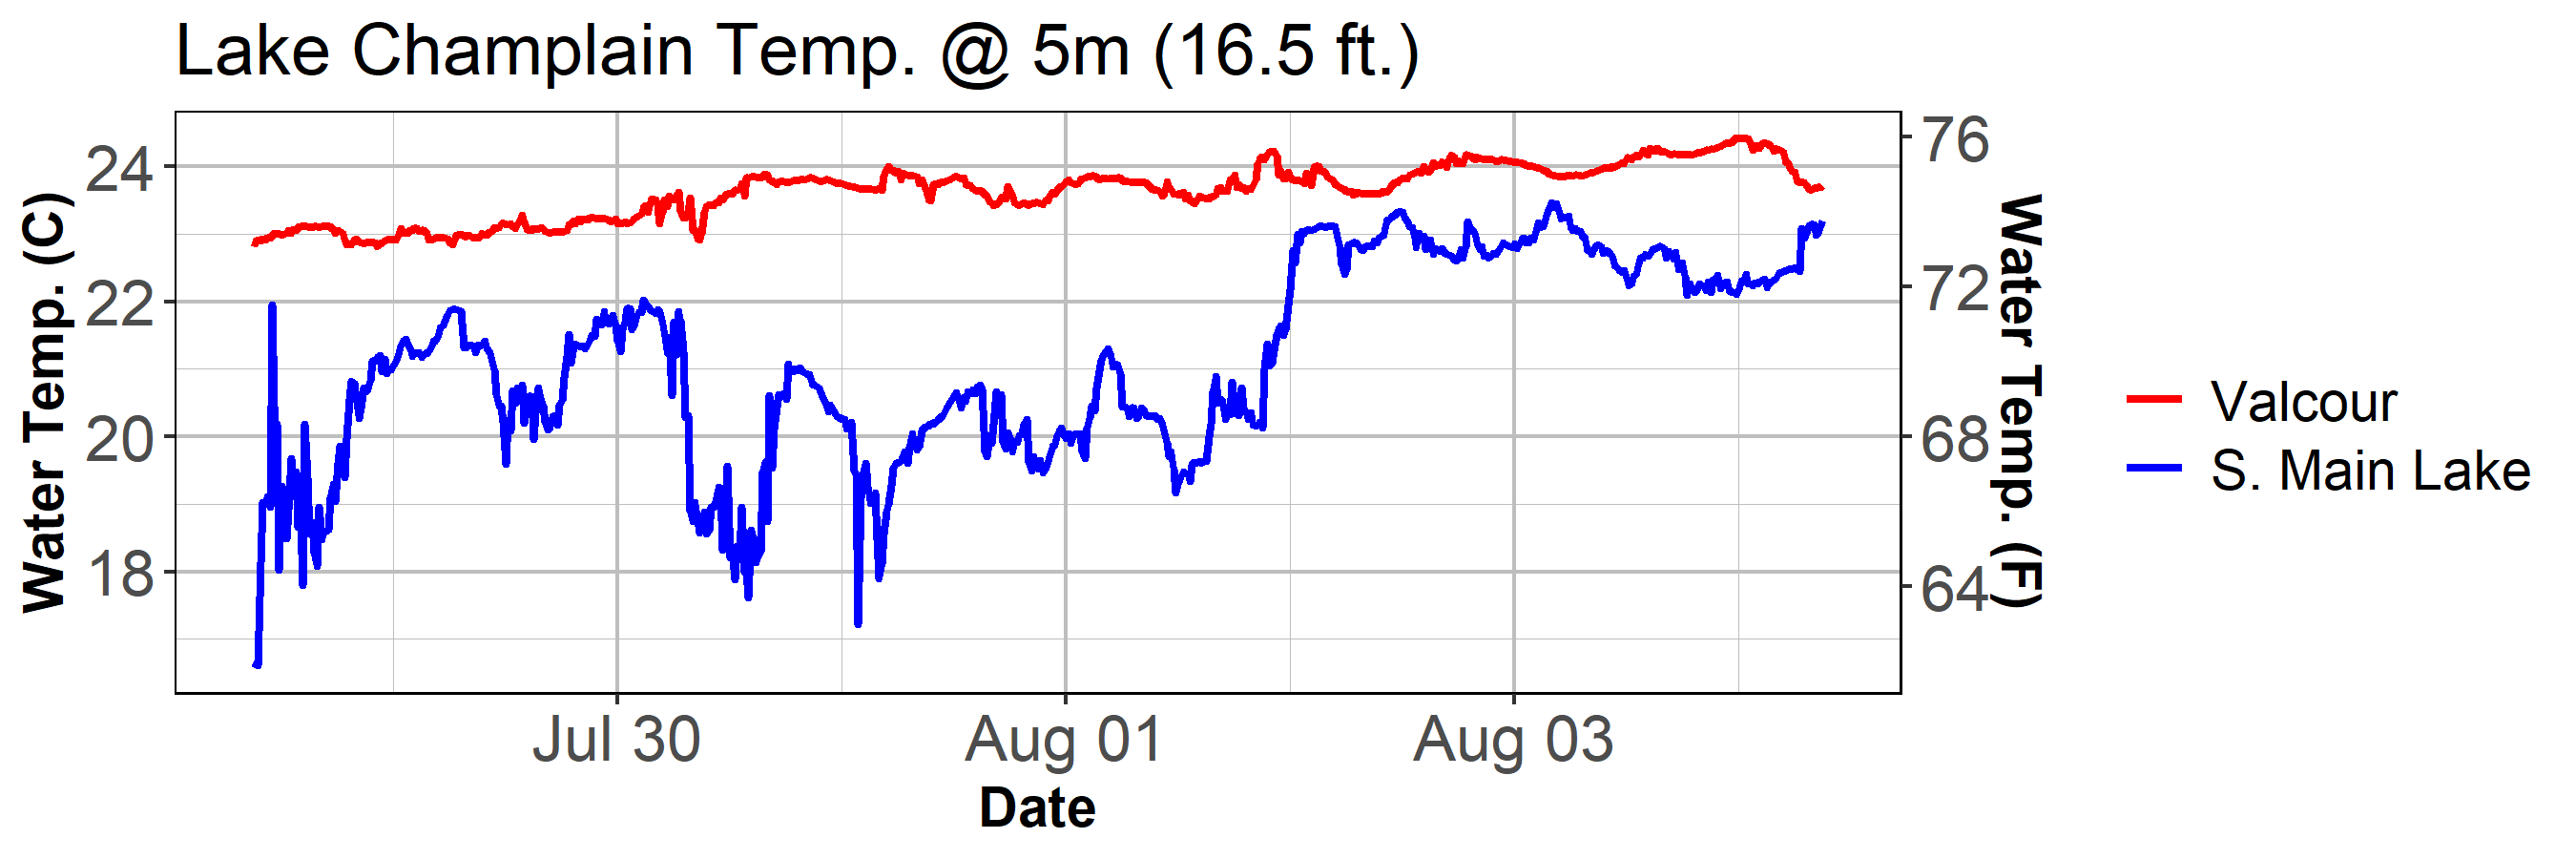 Lake Champlain Temp. @ 5m (16.5 ft.)
Water Temp. (C)
24
22
20
18
76
72
68
64
Water Temp. (F)
Jul 30
Aug 01
Aug 03
Date
Valcour
S. Main Lake